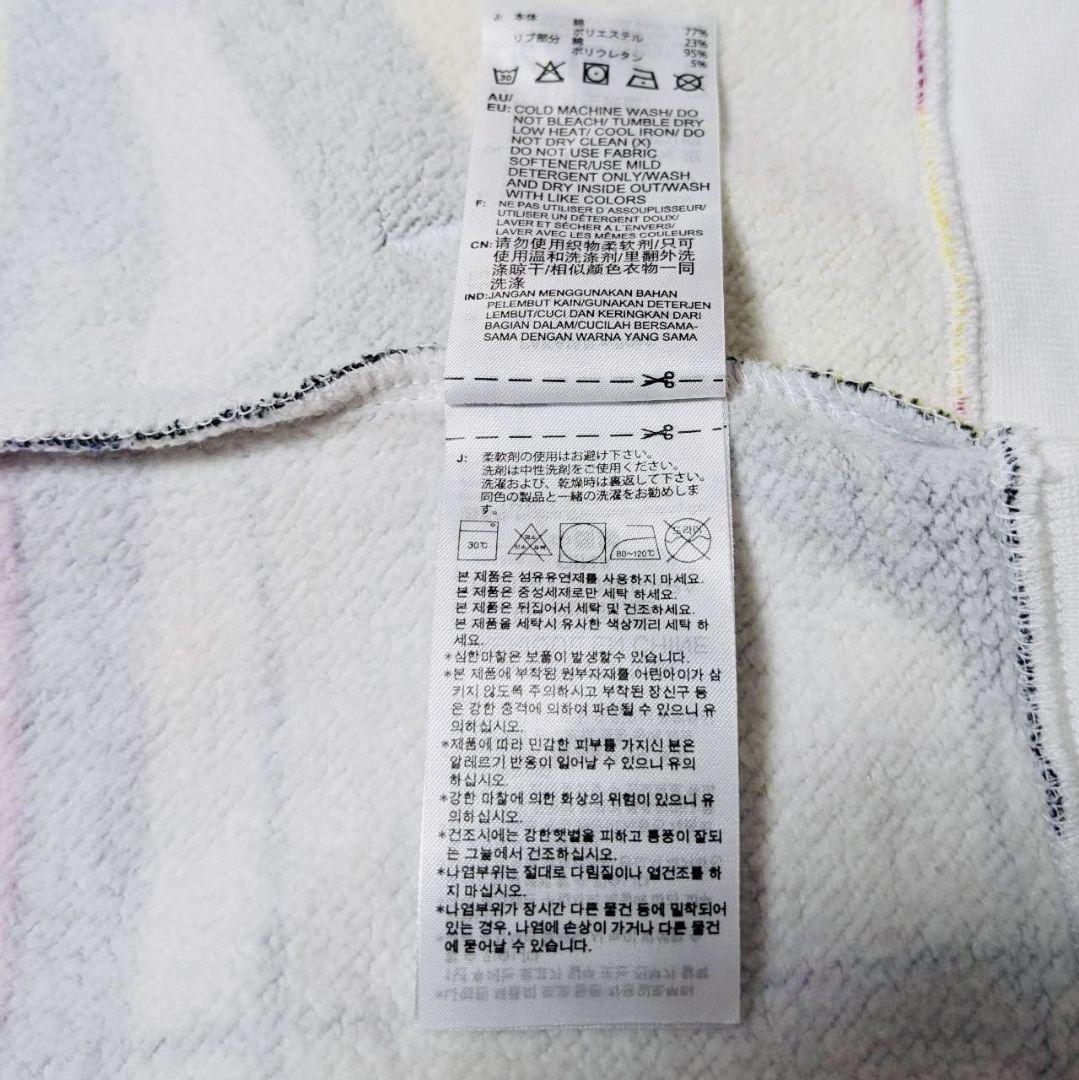 J: 本体 綿 77%
ポリエステル 23%
リブ部分 綿 95%
ポリウレタン 5%
30
AU/
EU: COLD MACHINE WASH/ DO
NOT BLEACH/ TUMBLE DRY
LOW HEAT/ COOL IRON/ DO
NOT DRY CLEAN (X)
DO NOT USE FABRIC
SOFTENER/USE MILD
DETERGENT ONLY/WASH
AND DRY INSIDE OUT/WASH
WITH LIKE COLORS
F: NE PAS UTILISER D ASSOUPLISSEUR/
UTILISER UN DÉTERGENT DOUX/
LAVER ET SÉCHER A L'ENVERS/
LAVER AVEC LES MÊMES COULEURS
CN: 请勿使用织物柔软剂/只可
使用温和洗涤剂/里翻外洗
涤晾干/相似颜色衣物一同
洗涤
IND: JANGAN MENGGUNAKAN BAHAN
PELEMBUT KAIN/GUNAKAN DETERJEN
LEMBUT/CUCI DAN KERINGKAN DARI
BAGIAN DALAM/CUCILAH BERSAMA-
SAMA DENGAN WARNA YANG SAMA
J: 柔軟剤の使用はお避け下さい。
洗剤は中性洗剤をご使用ください。
洗濯および、乾燥時は裏返して下さい。
同色の製品と一緒の洗濯をお勧めしま
す。
30℃ 80~120℃ 드라이
본 제품은 섬유유연제를 사용하지 마세요.
본 제품은 중성세제로만 세탁 하세요.
본 제품은 뒤집어서 세탁 및 건조하세요.
본 제품을 세탁시 유사한 색상끼리 세탁 하
세요.
*심한마찰은 보풀이 발생할수 있습니다.
*본 제품에 부착된 원부자재를 어린아이가 삼
키지 않도록 주의하시고 부착된 장신구 등
은 강한 충격에 의하여 파손될 수 있으니 유
의하십시오.
*제품에 따라 민감한 피부를 가지신 분은
알레르기 반응이 일어날 수 있으니 유의
하십시오.
*강한 마찰에 의한 화상의 위험이 있으니 유
의하십시오.
*건조시에는 강한햇볕을 피하고 통풍이 잘되
는 그늘에서 건조하십시오.
*나염부위는 절대로 다림질이나 열건조를 하
지 마십시오.
*나염부위가 장시간 다른 물건 등에 밀착되어
있는 경우, 나염에 손상이 가거나 다른 물건
에 묻어날 수 있습니다.